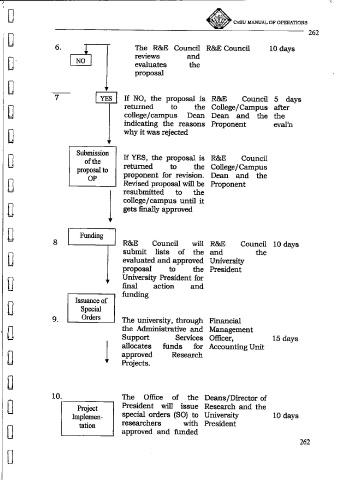 CMSU MANUAL OF OPERATIONS
262
6. The R&E Council R&E Council 10 days
reviews and
NO evaluates the
proposal
7 YES If NO, the proposal is R&E Council 5 days
returned to the College/Campus after
college/campus Dean Dean and the the
indicating the reasons Proponent eval'n
why it was rejected
Submission
of the
proposal to
OP
If YES, the proposal is R&E Council
returned to the College/Campus
proponent for revision. Dean and the
Revised proposal will be Proponent
resubmitted to the
college/campus until it
gets finally approved
Funding
8 R&E Council will R&E Council 10 days
submit lists of the and the
evaluated and approved University
proposal to the President
University President for
final action and
funding
Issuance of
Special
Orders
9. The university, through Financial
the Administrative and Management
Support Services Officer, 15 days
allocates funds for Accounting Unit
approved Research
Projects.
10. The Office of the Deans/Director of
Project President will issue Research and the
Implemen- special orders (SO) to University 10 days
tation researchers with President
approved and funded
262